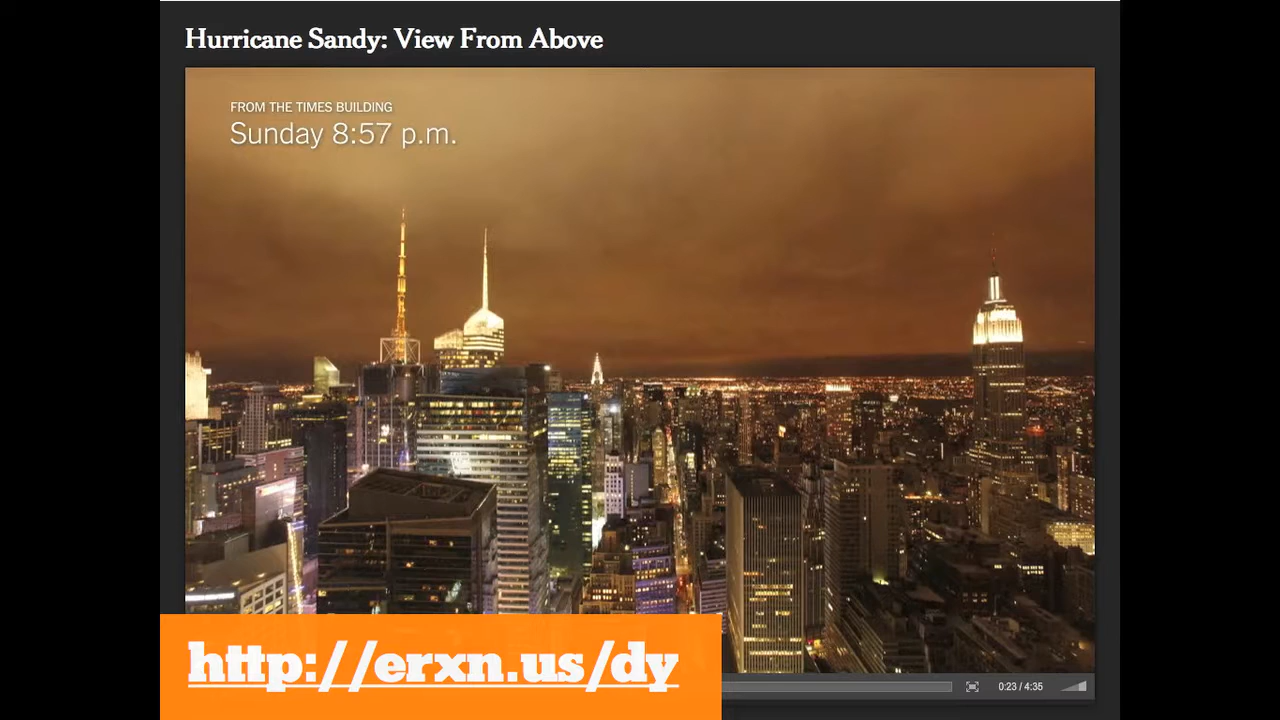 Hurricane Sandy: View From Above
FROM THE TIMES BUILDING
Sunday 8:57 p.m.
http://erxn.us/dy
0:23 / 4:35